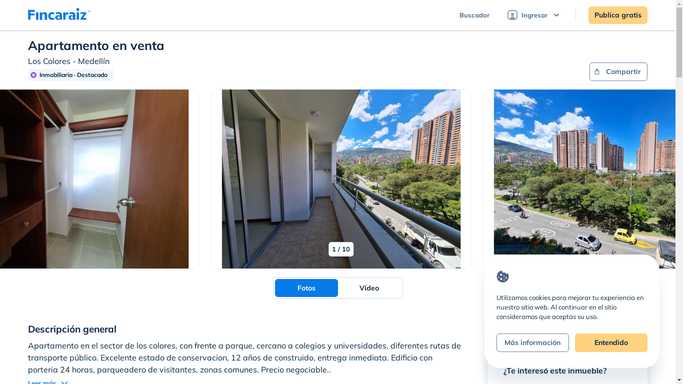 Fincaraiz
Buscador
Ingresar
Publica gratis
Apartamento en venta
Los Colores - Medellín
Inmobiliaria · Destacado
Compartir
1 / 10
Fotos
Video
Descripción general
Apartamento en el sector de los colores, con frente a parque, cercano a colegios y universidades, diferentes rutas de
transporte público. Excelente estado de conservacion, 12 años de construido, entrega inmediata. Edificio con
porteria 24 horas, parqueadero de visitantes, zonas comunes. Precio negociable..
Leer más
Utilizamos cookies para mejorar tu experiencia en
nuestro sitio web. Al continuar en el sitio
consideramos que aceptas su uso.
Más información
Entendido
¿Te interesó este inmueble?